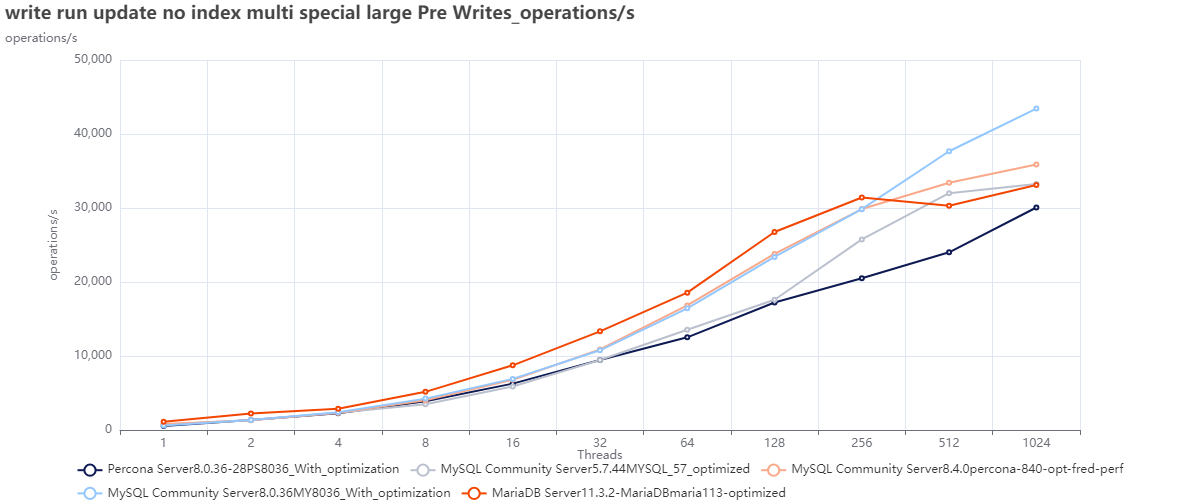 write run update no index multi special large Pre Writes_operations/s
operations/s
50,000
40,000
30,000
20,000
10,000
0
operations/s
1 2 4 8 16 32 64 128 256 512 1024
Threads
Percona Server8.0.36-28PS8036_With_optimization MySQL Community Server5.7.44MYSQL_57_optimized MySQL Community Server8.4.0percona-840-opt-fred-perf
MySQL Community Server8.0.36MY8036_With_optimization MariaDB Server11.3.2-MariaDBmaria113-optimized